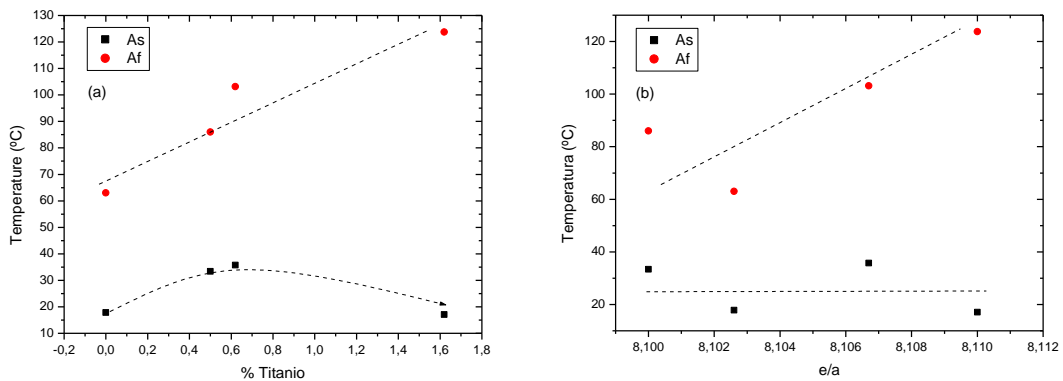 130
120
110
100
90
80
70
60
50
40
30
20
10
Temperature (ºC)
As
Af
(a)
-0,2 0,0 0,2 0,4 0,6 0,8 1,0 1,2 1,4 1,6 1,8
% Titanio
120
100
80
60
40
20
Temperatura (ºC)
As
Af
(b)
8,100 8,102 8,104 8,106 8,108 8,110 8,112
e/a